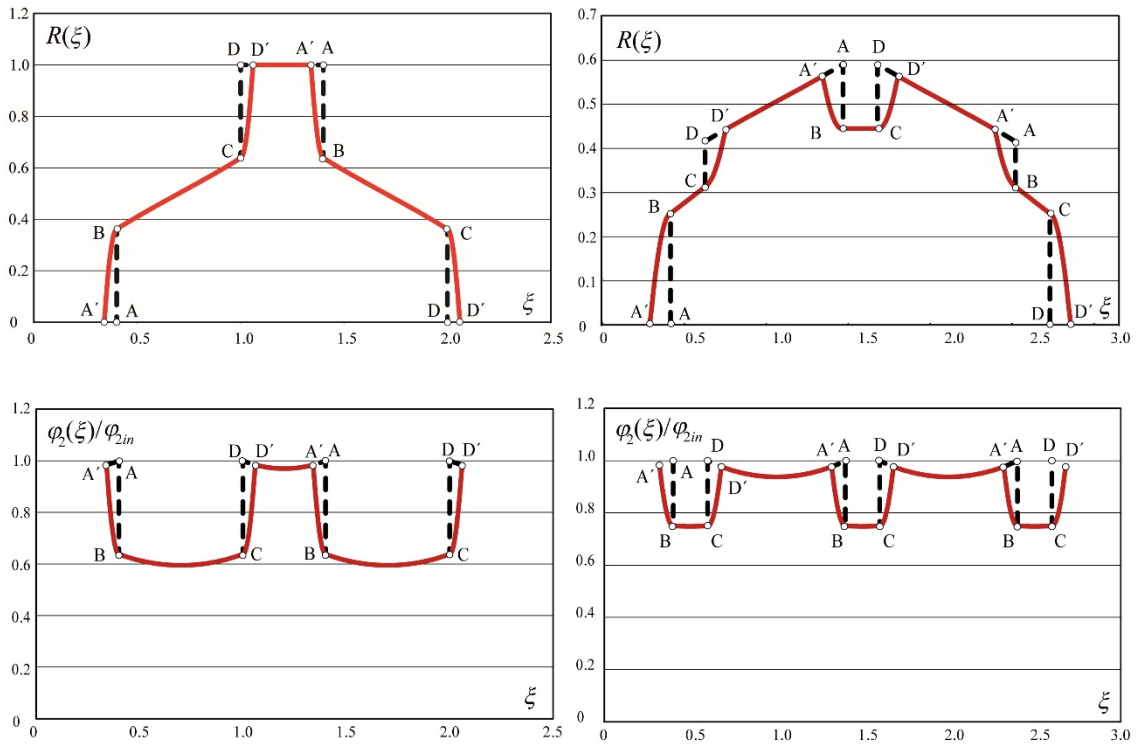 1.2
R(ξ)
D D´ A´ A
1.0
0.8
C B
0.6
0.4
B C
0.2
A´ A D D´ ξ
0
0.5 1.0 1.5 2.0 2.5
0.7
R(ξ)
0.6
A D
A´ D´
0.5
D´ A´
D B C A
0.4
0.3
C B
B C
0.2
0.1
A´ A D D´ ξ
0
0.5 1.0 1.5 2.0 2.5 3.0
1.2
φ₂(ξ)/φ₂ᵢₙ
D D´ A´ A D D´
1.0
A´ A
0.8
B C B C
0.6
0.4
0.2
ξ
0
0.5 1.0 1.5 2.0 2.5
1.2
φ₂(ξ)/φ₂ᵢₙ
D A´ A D D´ A´ A D D´
1.0
A´ A D´
0.8
B C B C B C
0.6
0.4
0.2
ξ
0
0.5 1.0 1.5 2.0 2.5 3.0